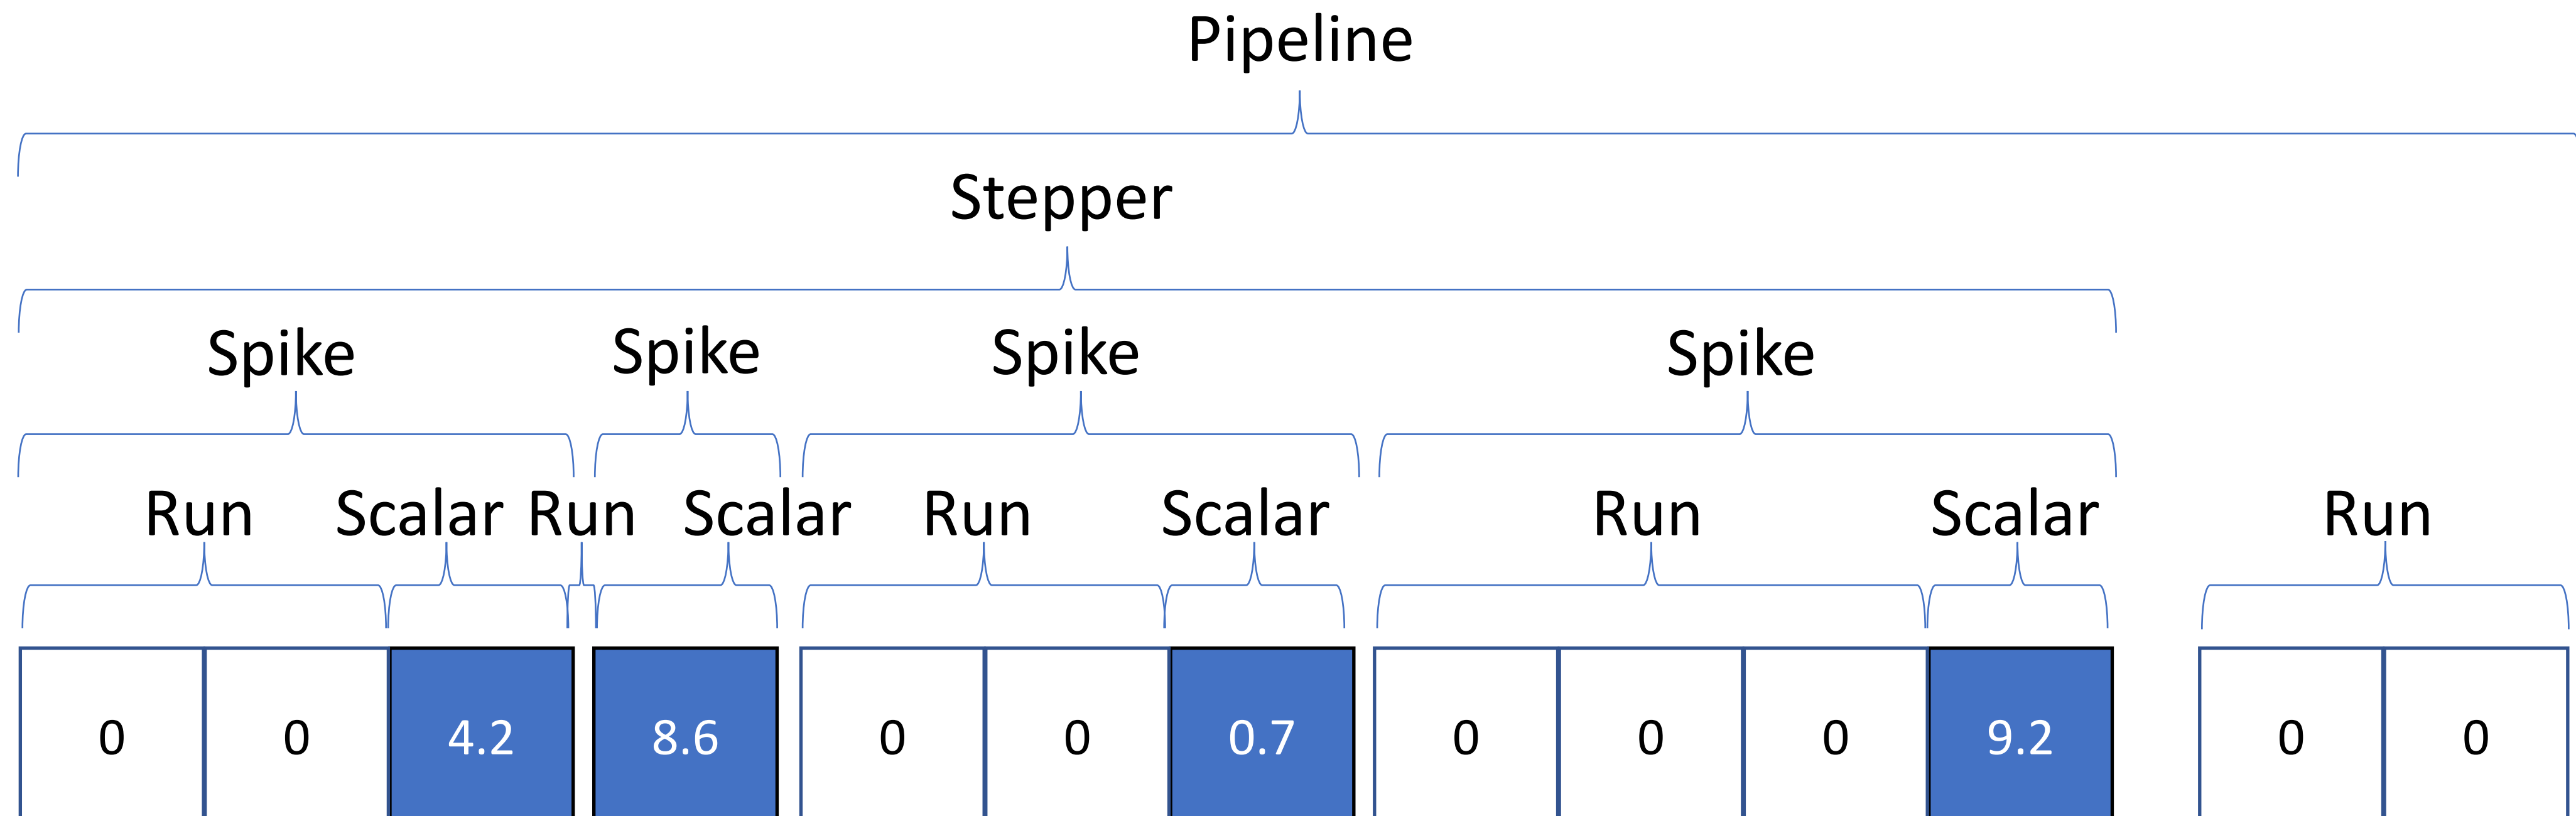 Pipeline
Stepper
Spike Spike Spike Spike
Run Scalar Run Scalar Run Scalar Run Scalar Run
0 0 4.2 8.6 0 0 0.7 0 0 0 9.2 0 0